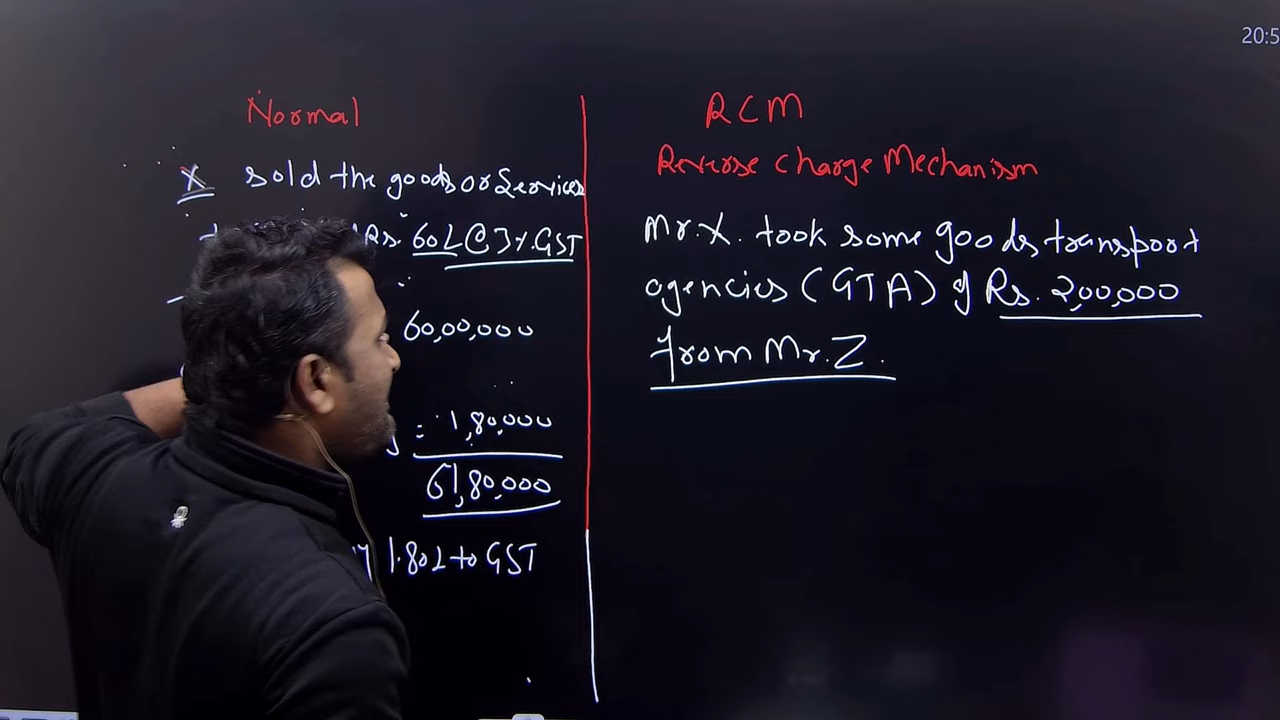 20:5
Normal
X sold the goods or Services
Rs. 60L @ 3%. GST
60,00,000
= 1,80,000
61,80,000
1.80L to GST
RCM
Reverse Charge Mechanism
Mr. X. took some goods transport
agencies (GTA) of Rs. 2,00,000
from Mr. Z.